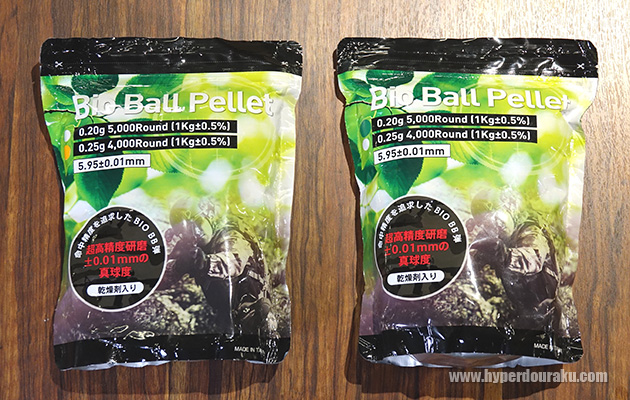 Bio Ball Pellet
0.20g 5,000Round (1Kg±0.5%)
0.25g 4,000Round (1Kg±0.5%)
5.95±0.01mm
命中精度を追求したBIO BB弾
超高精度研磨
±0.01mmの
真球度
乾燥剤入り
MADE IN
Bio Ball Pellet
0.20g 5,000Round (1Kg±0.5%)
0.25g 4,000Round (1Kg±0.5%)
5.95±0.01mm
命中精度を追求したBIO BB弾
超高精度研磨
±0.01mmの
真球度
乾燥剤入り
MADE IN
www.hyperdouraku.com